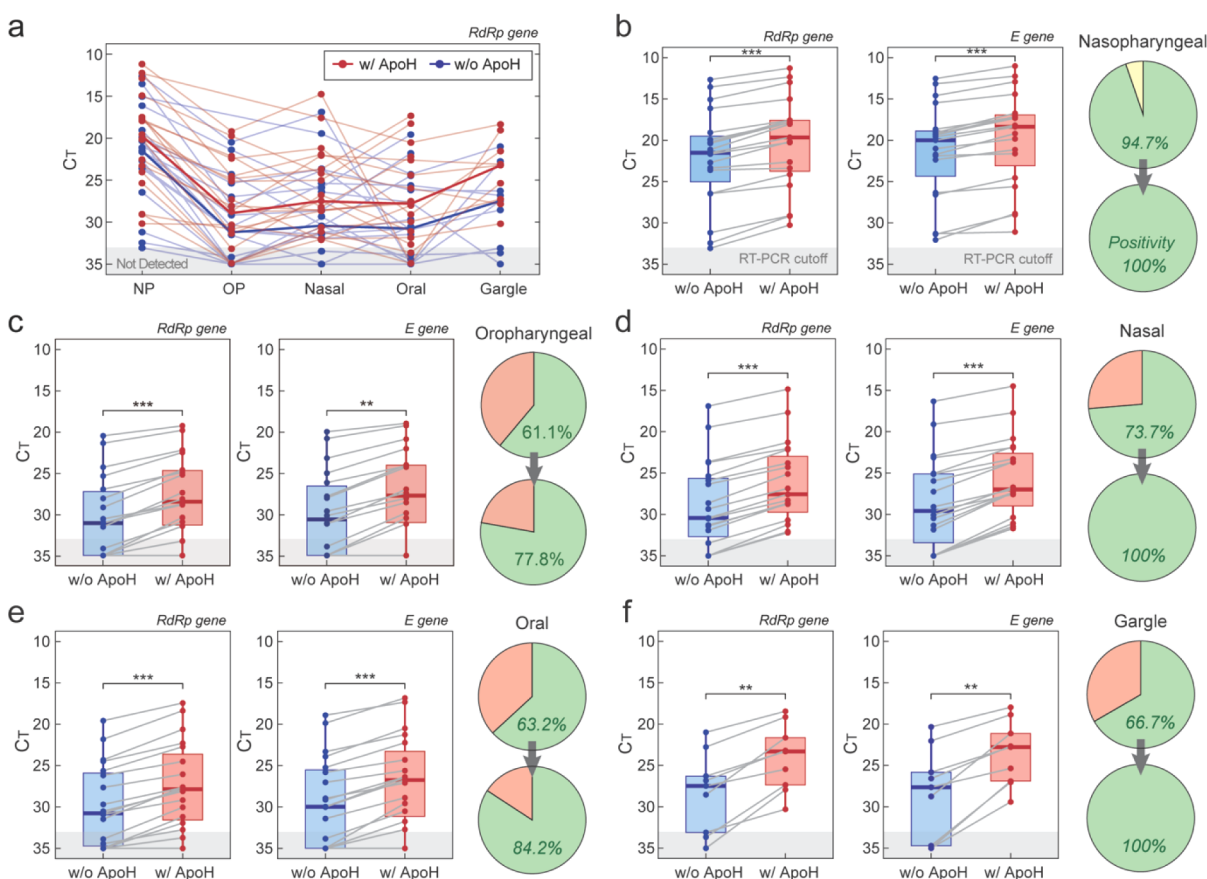 a
RdRp gene
w/ ApoH
w/o ApoH
10
15
20
25
30
35
CT
Not Detected
NP
OP
Nasal
Oral
Gargle
b
RdRp gene
E gene
Nasopharyngeal
10
15
20
25
30
35
CT
***
RT-PCR cutoff
w/o ApoH
w/ ApoH
10
15
20
25
30
35
***
RT-PCR cutoff
w/o ApoH
w/ ApoH
94.7%
Positivity
100%
c
RdRp gene
E gene
Oropharyngeal
10
15
20
25
30
35
CT
***
w/o ApoH
w/ ApoH
10
15
20
25
30
35
**
w/o ApoH
w/ ApoH
61.1%
77.8%
d
RdRp gene
E gene
Nasal
10
15
20
25
30
35
CT
***
w/o ApoH
w/ ApoH
10
15
20
25
30
35
***
w/o ApoH
w/ ApoH
73.7%
100%
e
RdRp gene
E gene
Oral
10
15
20
25
30
35
CT
***
w/o ApoH
w/ ApoH
10
15
20
25
30
35
***
w/o ApoH
w/ ApoH
63.2%
84.2%
f
RdRp gene
E gene
Gargle
10
15
20
25
30
35
CT
**
w/o ApoH
w/ ApoH
10
15
20
25
30
35
**
w/o ApoH
w/ ApoH
66.7%
100%